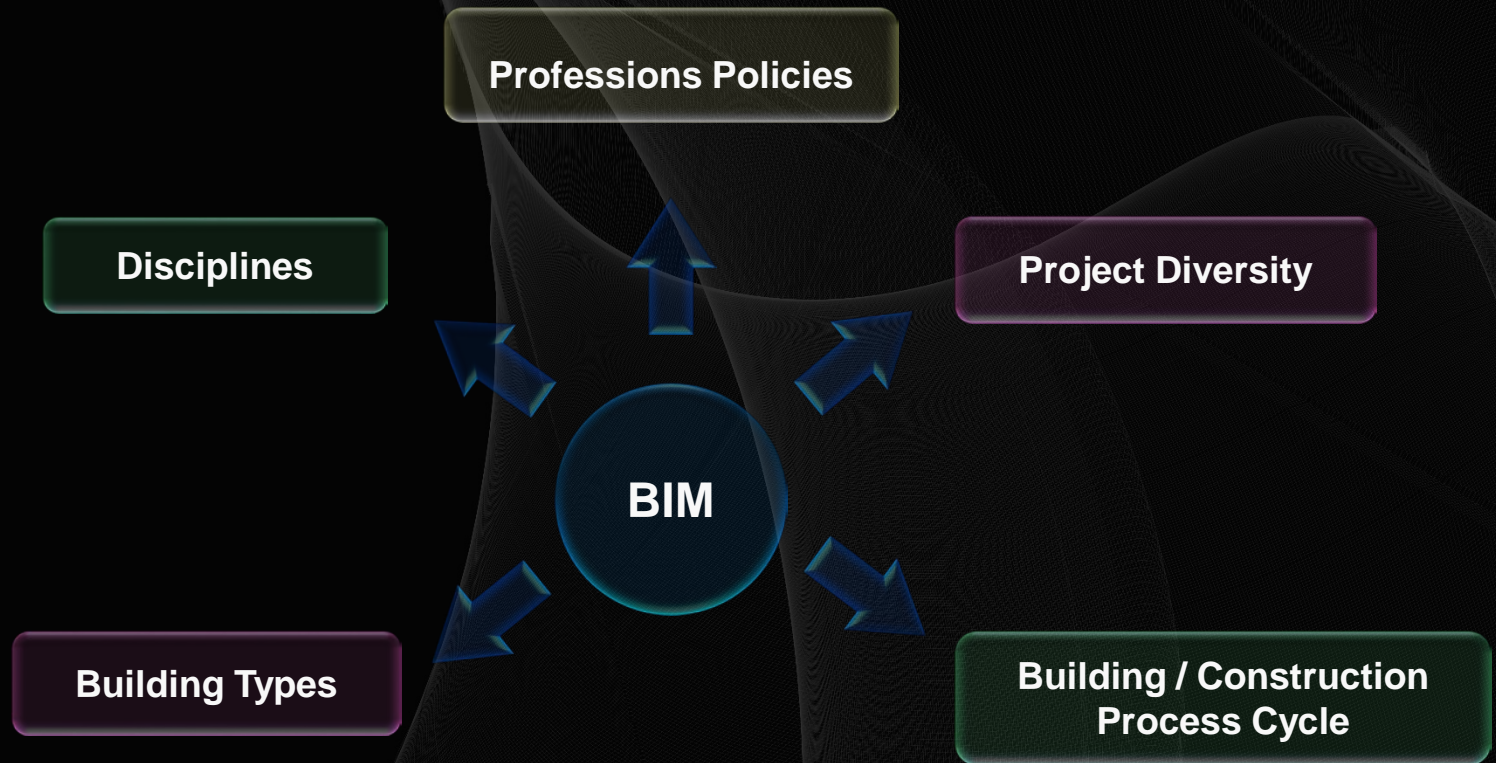 Professions Policies
Disciplines
Project Diversity
BIM
Building Types
Building / Construction
Process Cycle